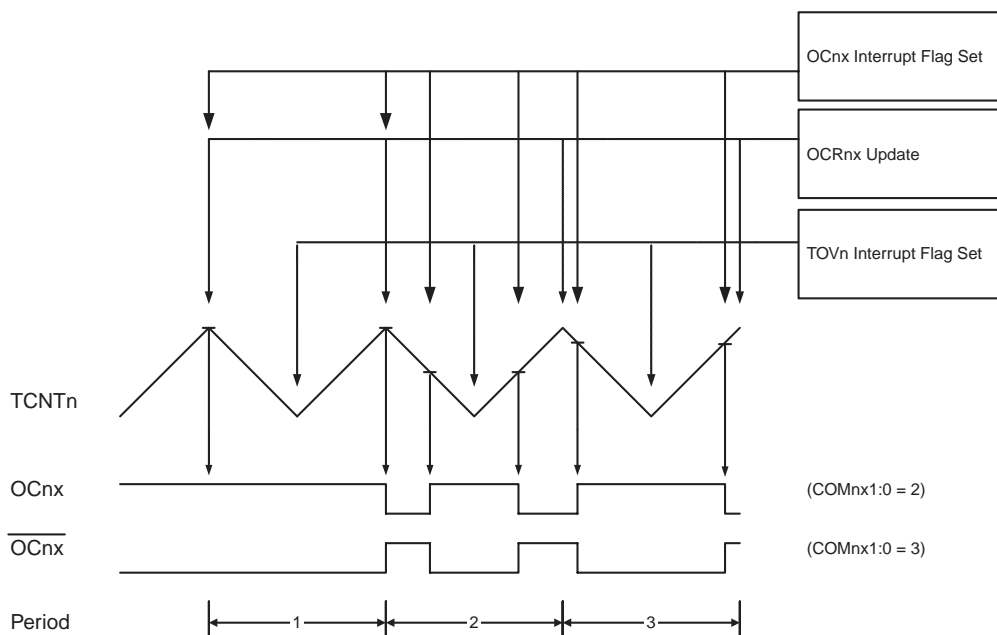 OCnx Interrupt Flag Set
OCRnx Update
TOVn Interrupt Flag Set
TCNTn
OCnx
(COMnx1:0 = 2)
OCnx
(COMnx1:0 = 3)
Period
1
2
3